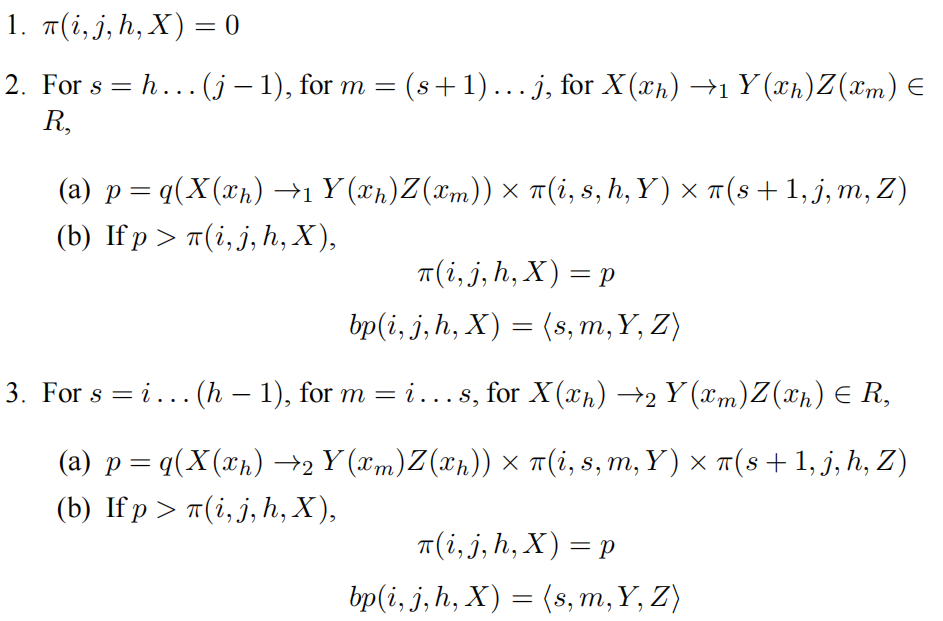 1. π(i, j, h, X) = 0
2. For s = h . . . (j − 1), for m = (s+1) . . . j, for X(x_h) →_1 Y(x_h)Z(x_m) ∈
R,
(a) p = q(X(x_h) →_1 Y(x_h)Z(x_m)) × π(i, s, h, Y) × π(s + 1, j, m, Z)
(b) If p > π(i, j, h, X),
π(i, j, h, X) = p
bp(i, j, h, X) = ⟨s, m, Y, Z⟩
3. For s = i . . . (h − 1), for m = i . . . s, for X(x_h) →_2 Y(x_m)Z(x_h) ∈ R,
(a) p = q(X(x_h) →_2 Y(x_m)Z(x_h)) × π(i, s, m, Y) × π(s + 1, j, h, Z)
(b) If p > π(i, j, h, X),
π(i, j, h, X) = p
bp(i, j, h, X) = ⟨s, m, Y, Z⟩